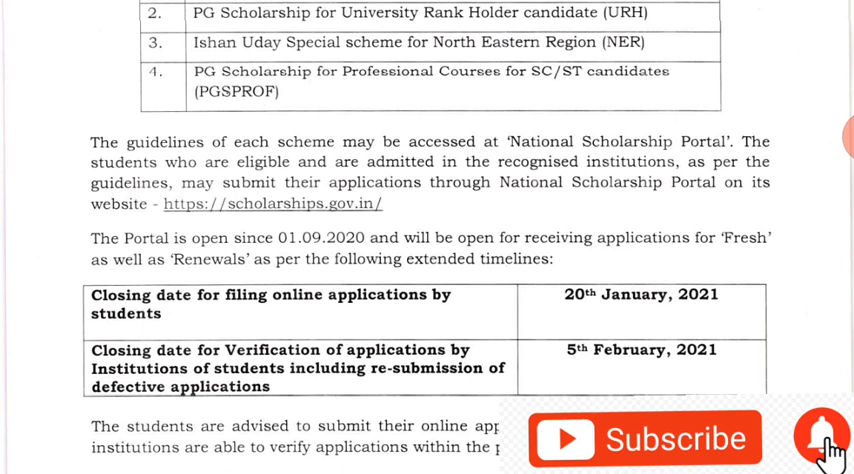 2. PG Scholarship for University Rank Holder candidate (URH)
3. Ishan Uday Special scheme for North Eastern Region (NER)
4. PG Scholarship for Professional Courses for SC/ST candidates
(PGSPROF)
The guidelines of each scheme may be accessed at ‘National Scholarship Portal’. The
students who are eligible and are admitted in the recognised institutions, as per the
guidelines, may submit their applications through National Scholarship Portal on its
website - https://scholarships.gov.in/
The Portal is open since 01.09.2020 and will be open for receiving applications for ‘Fresh’
as well as ‘Renewals’ as per the following extended timelines:
Closing date for filing online applications by 20th January, 2021
students
Closing date for Verification of applications by 5th February, 2021
Institutions of students including re-submission of
defective applications
The students are advised to submit their online
institutions are able to verify applications within the
Subscribe